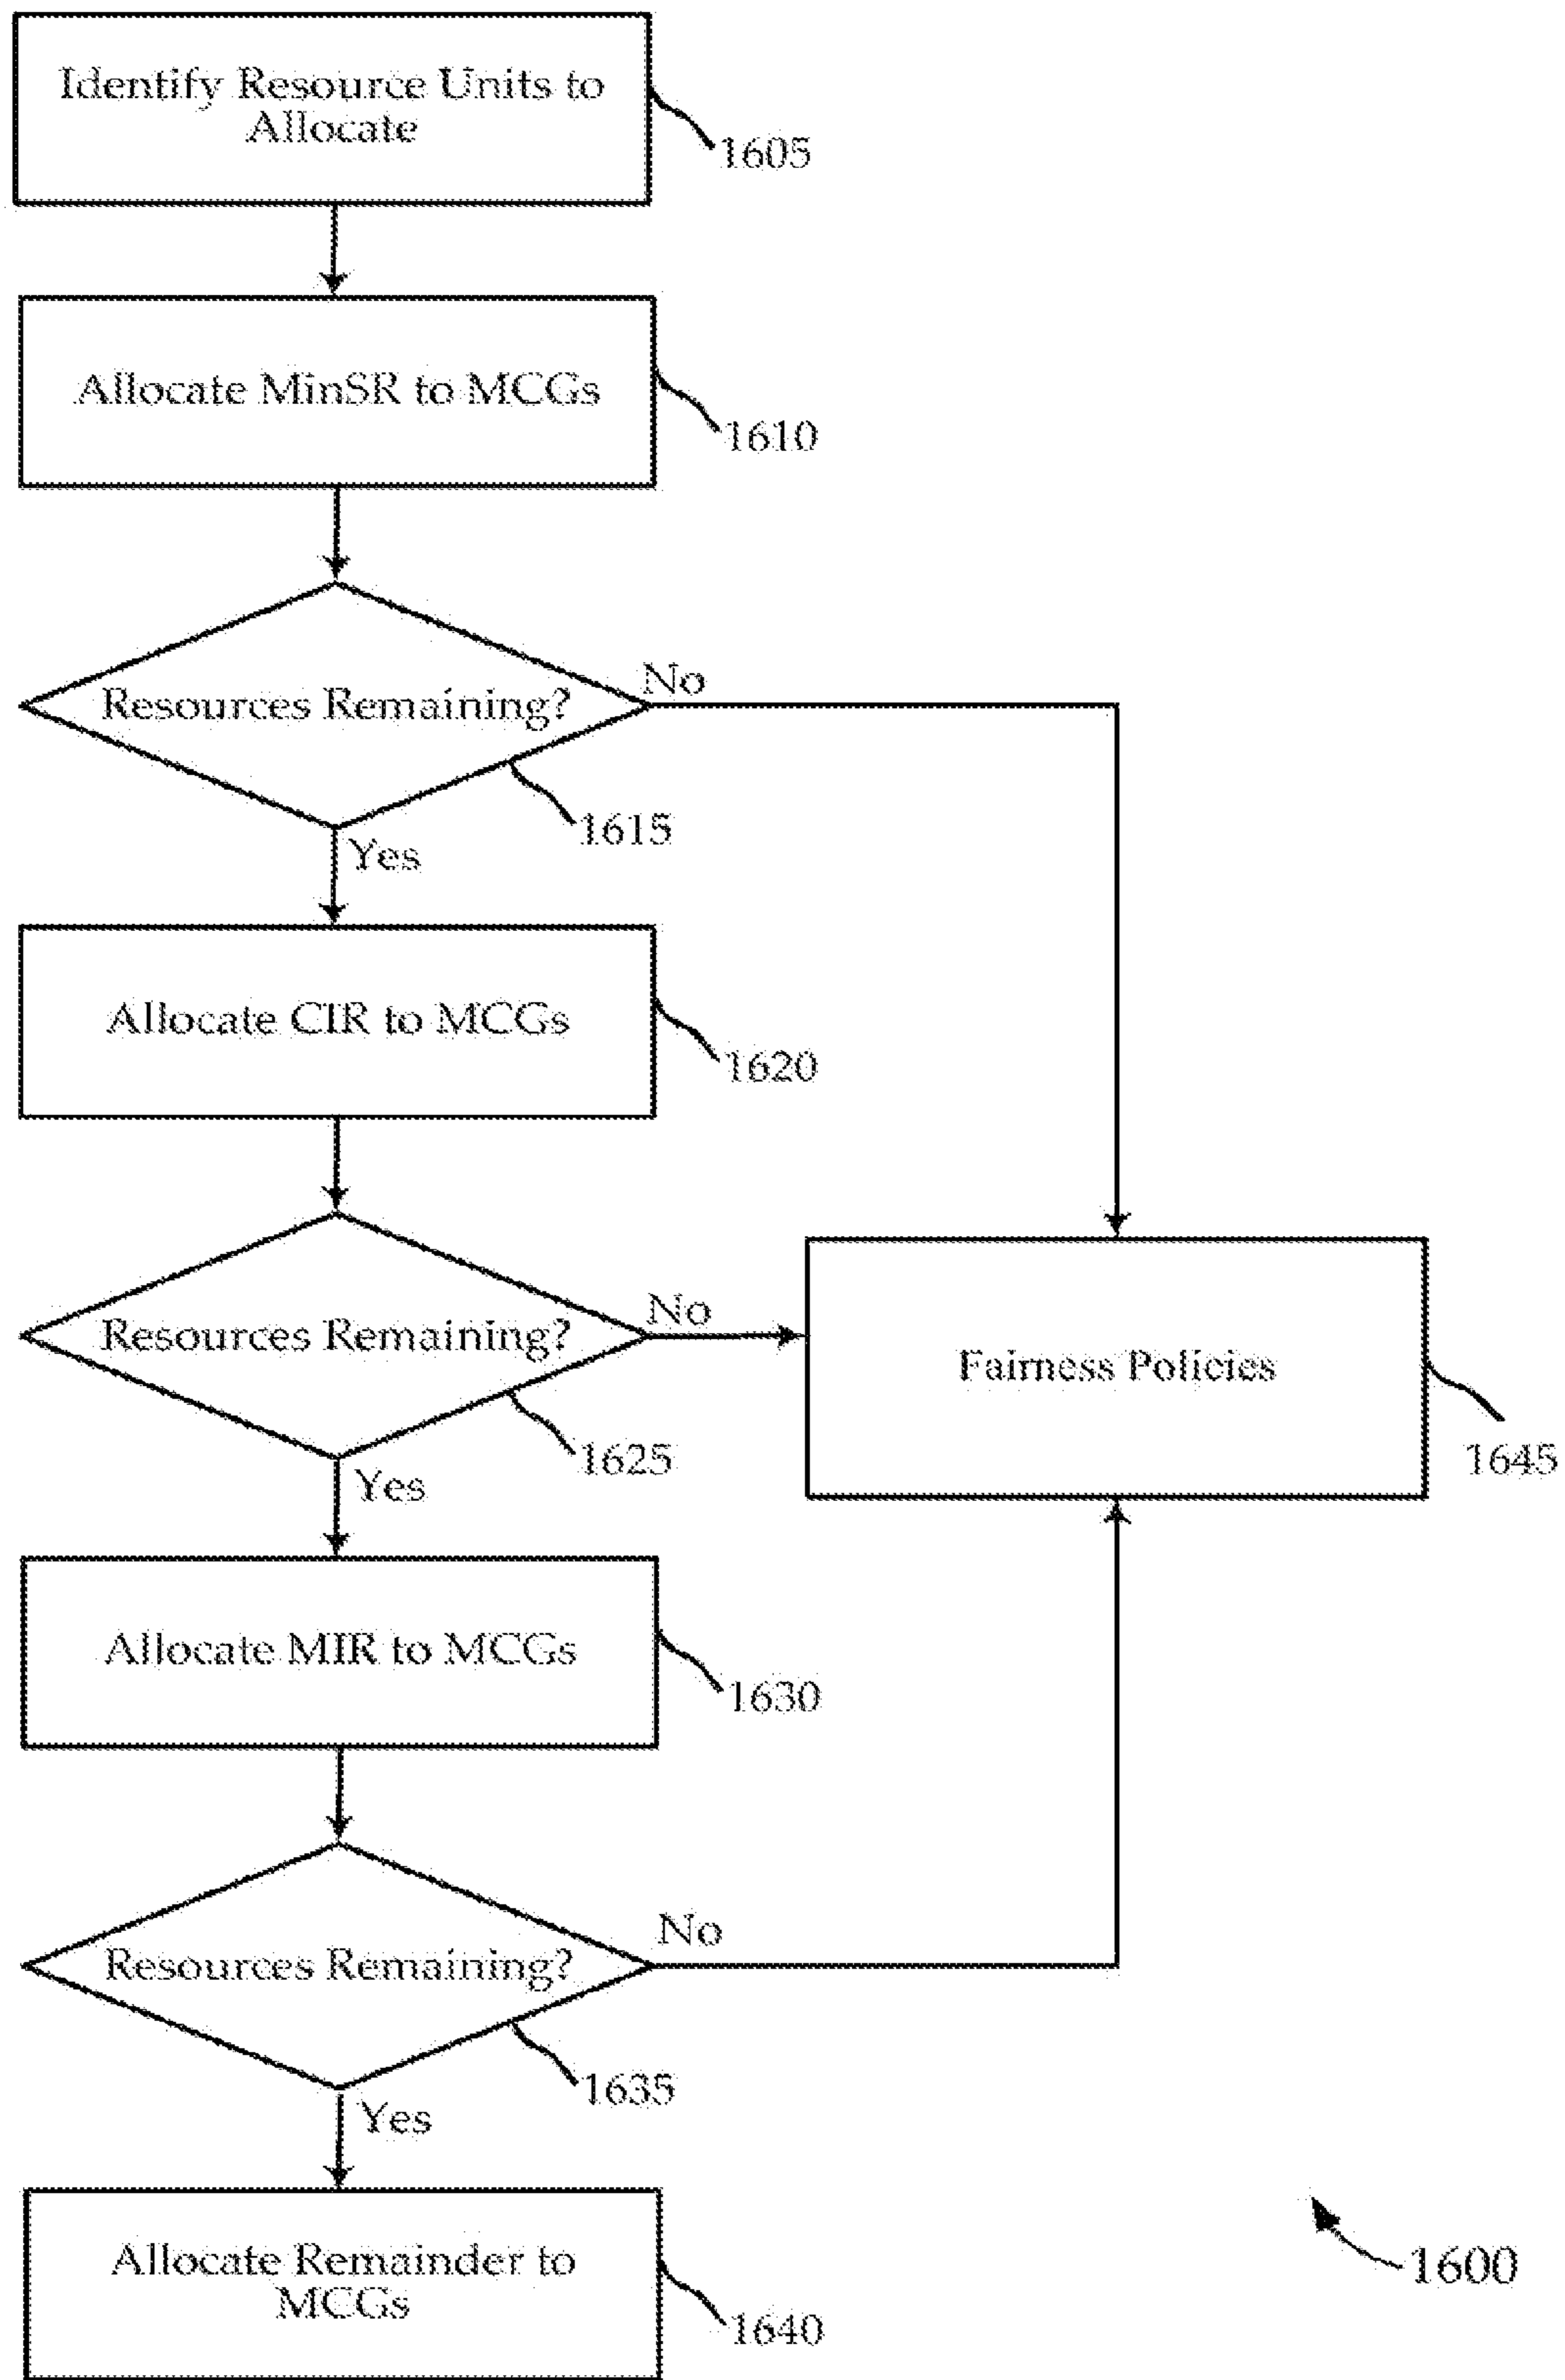 Identify Resource Units to
Allocate
1605
Allocate MinSR to MCGs
1610
Resources Remaining?
No
1615
Yes
Allocate CIR to MCGs
1620
Resources Remaining?
No
1625
Yes
Fairness Policies
1645
Allocate MIR to MCGs
1630
Resources Remaining?
No
1635
Yes
Allocate Remainder to
MCGs
1640
1600